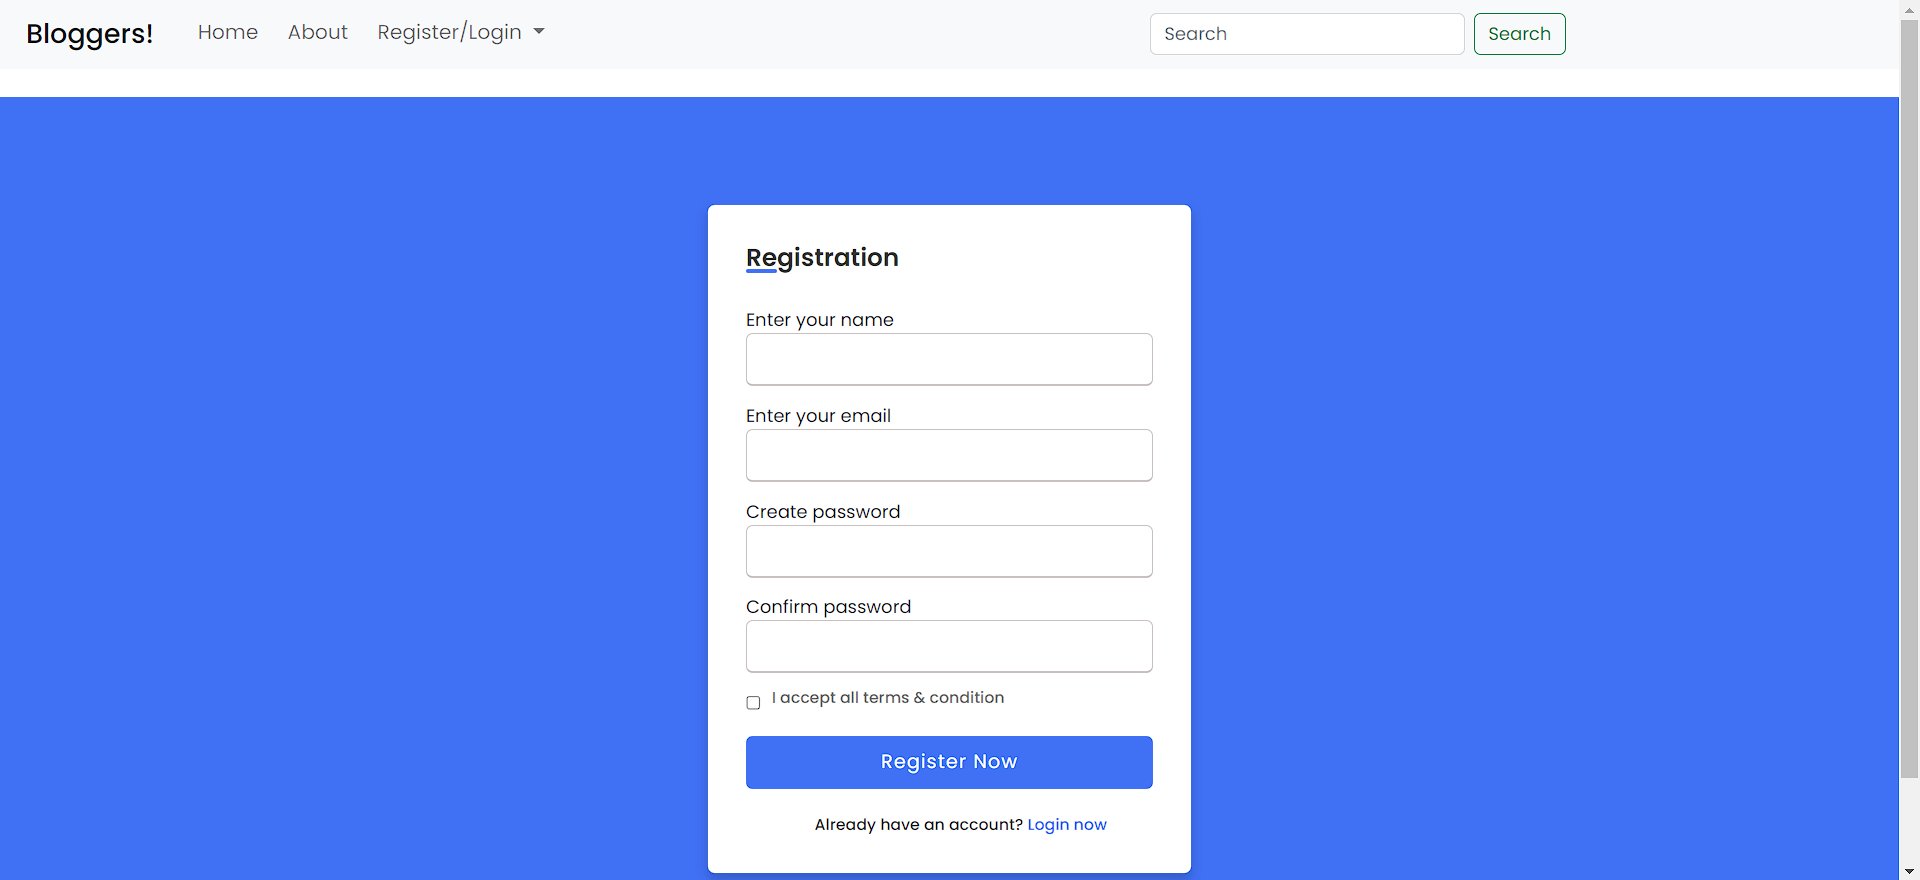 Bloggers! Home About Register/Login Search Search
Registration
Enter your name
Enter your email
Create password
Confirm password
I accept all terms & condition
Register Now
Already have an account? Login now